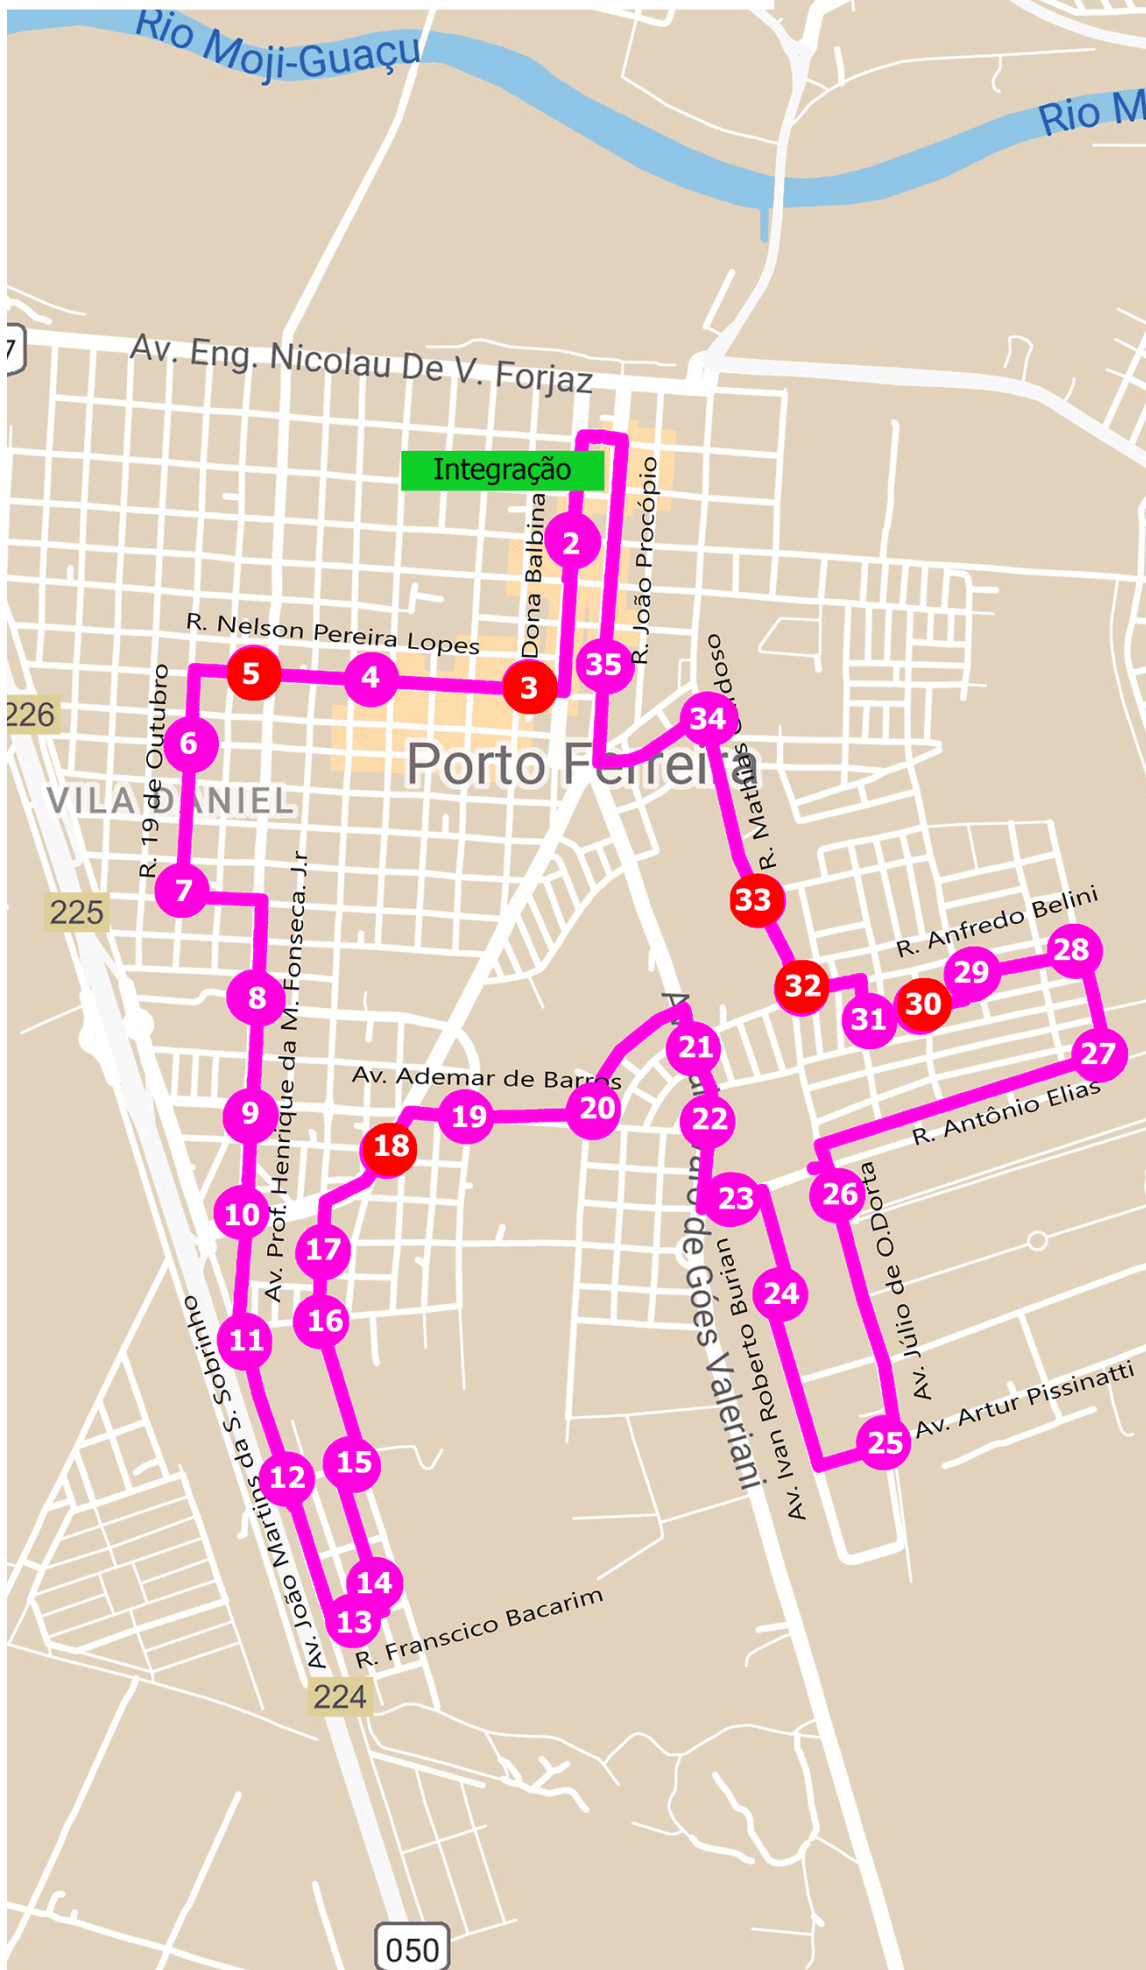 Rio Moji-Guaçu
Rio M
7
Av. Eng. Nicolau De V. Forjaz
Integração
Dona Balbina
R. João Procópio
2
R. Nelson Pereira Lopes
35
5
4
3
R. 19 de Outubro
226
6
34
R. Mathias Cardoso
Porto Ferreira
VILA DANIEL
7
225
33
Av. Prof. Henrique da M. Fonseca. J.r
R. Anfredo Belini
28
29
32
30
8
31
21
27
Av. Ademar de Barros
9
19
20
22
R. Antônio Elias
18
23
26
10
17
Av. Júlio de O.Dorta
24
16
11
de Góes Valeriani
Av. Ivan Roberto Burian
Av. João Martins da S. Sobrinho
Av. Artur Pissinatti
25
15
12
14
13
R. Franscico Bacarim
224
050